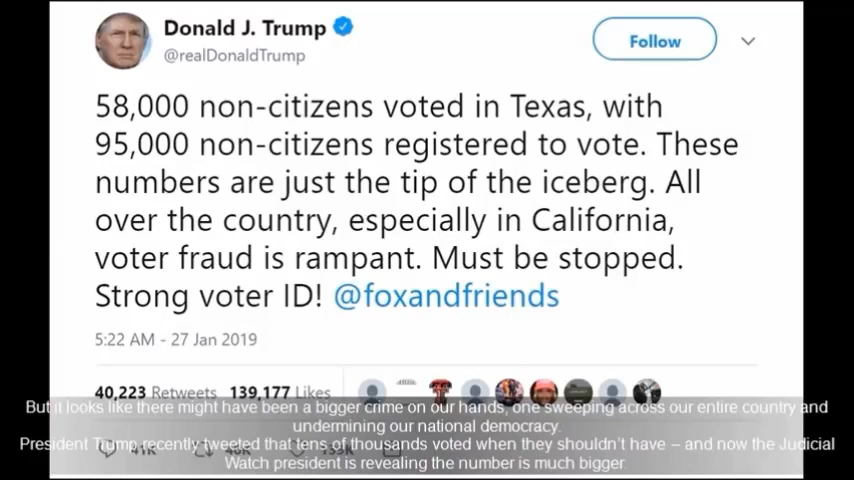 Donald J. Trump
@realDonaldTrump
Follow
58,000 non-citizens voted in Texas, with
95,000 non-citizens registered to vote. These
numbers are just the tip of the iceberg. All
over the country, especially in California,
voter fraud is rampant. Must be stopped.
Strong voter ID! @foxandfriends
5:22 AM - 27 Jan 2019
40,223 Retweets 139,177 Likes
But it looks like there might have been a bigger crime on our hands, one sweeping across our entire country and
undermining our national democracy.
President Trump recently tweeted that tens of thousands voted when they shouldn't have – and now the Judicial
Watch president is revealing the number is much bigger.